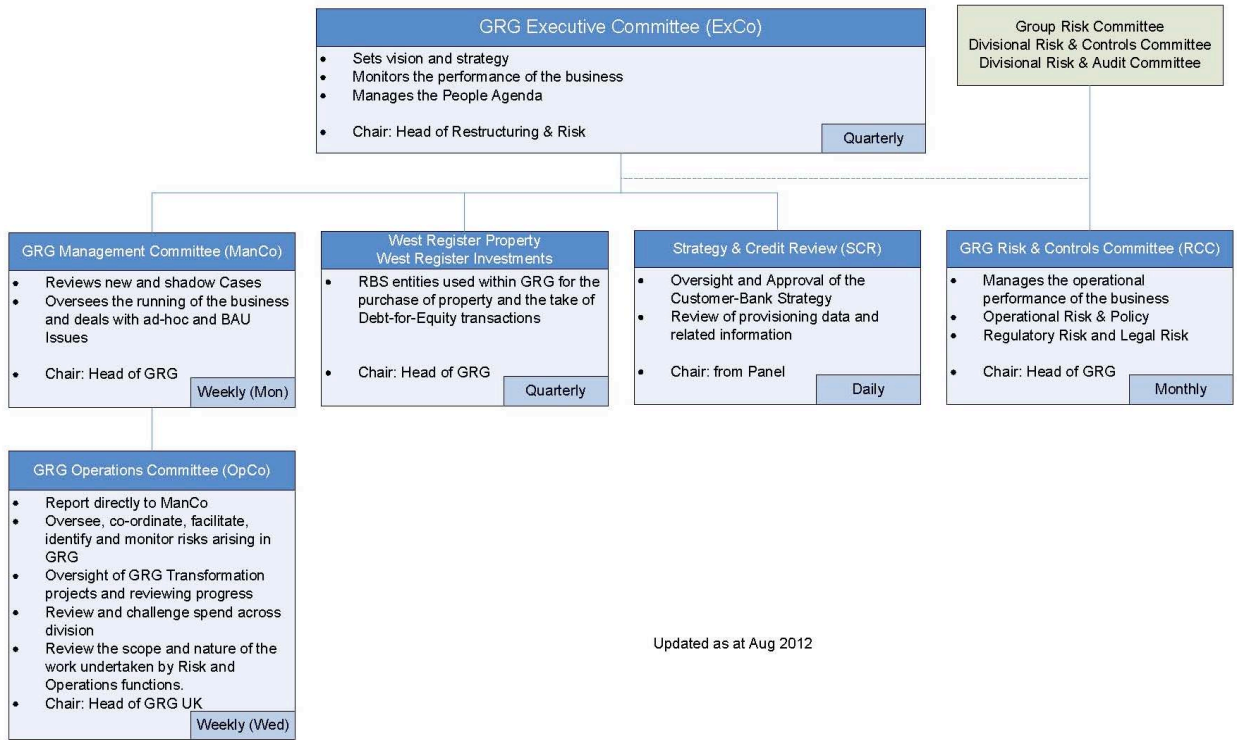 GRG Executive Committee (ExCo)
• Sets vision and strategy
• Monitors the performance of the business
• Manages the People Agenda
• Chair: Head of Restructuring & Risk
Quarterly
Group Risk Committee
Divisional Risk & Controls Committee
Divisional Risk & Audit Committee
GRG Management Committee (ManCo)
• Reviews new and shadow Cases
• Oversees the running of the business
and deals with ad-hoc and BAU
Issues
• Chair: Head of GRG
Weekly (Mon)
West Register Property
West Register Investments
• RBS entities used within GRG for the
purchase of property and the take of
Debt-for-Equity transactions
• Chair: Head of GRG
Quarterly
Strategy & Credit Review (SCR)
• Oversight and Approval of the
Customer-Bank Strategy
• Review of provisioning data and
related information
• Chair: from Panel
Daily
GRG Risk & Controls Committee (RCC)
• Manages the operational
performance of the business
• Operational Risk & Policy
• Regulatory Risk and Legal Risk
• Chair: Head of GRG
Monthly
GRG Operations Committee (OpCo)
• Report directly to ManCo
• Oversee, co-ordinate, facilitate,
identify and monitor risks arising in
GRG
• Oversight of GRG Transformation
projects and reviewing progress
• Review and challenge spend across
division
• Review the scope and nature of the
work undertaken by Risk and
Operations functions.
• Chair: Head of GRG UK
Weekly (Wed)
Updated as at Aug 2012